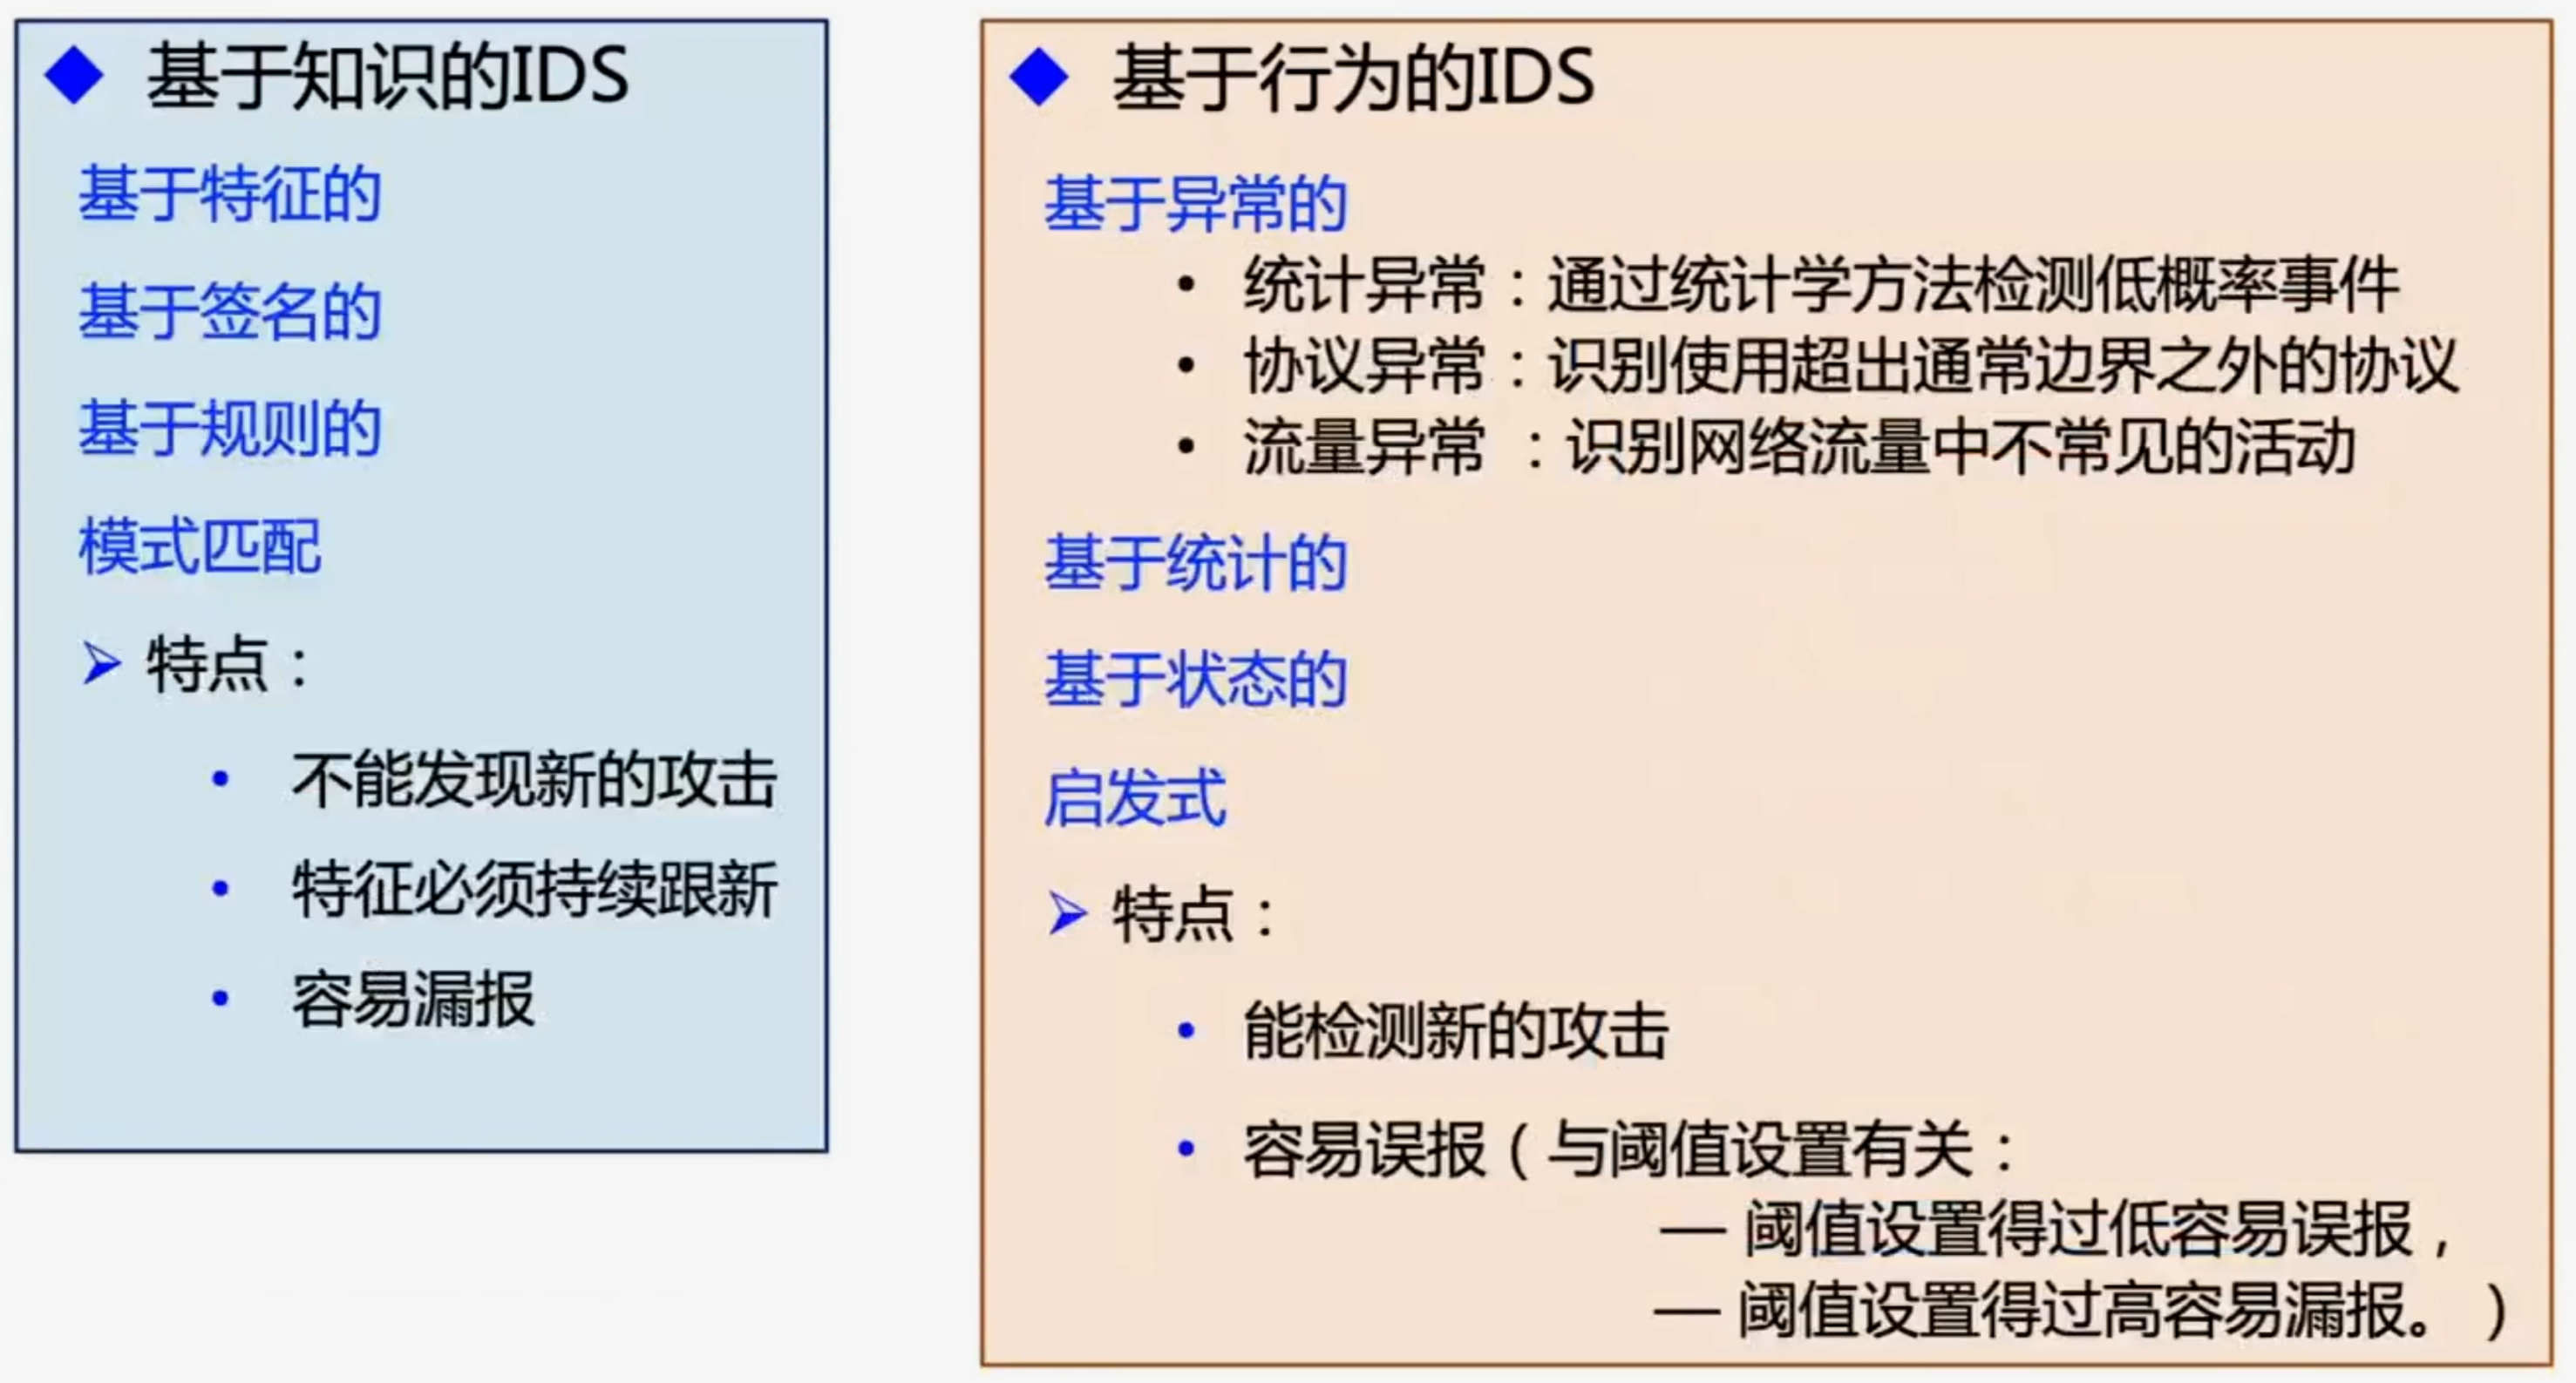 ◆ 基于知识的IDS
基于特征的
基于签名的
基于规则的
模式匹配
➢ 特点：
• 不能发现新的攻击
• 特征必须持续跟新
• 容易漏报
◆ 基于行为的IDS
基于异常的
• 统计异常：通过统计学方法检测低概率事件
• 协议异常：识别使用超出通常边界之外的协议
• 流量异常 ：识别网络流量中不常见的活动
基于统计的
基于状态的
启发式
➢ 特点：
• 能检测新的攻击
• 容易误报（与阈值设置有关：
— 阈值设置得过低容易误报，
— 阈值设置得过高容易漏报。 ）